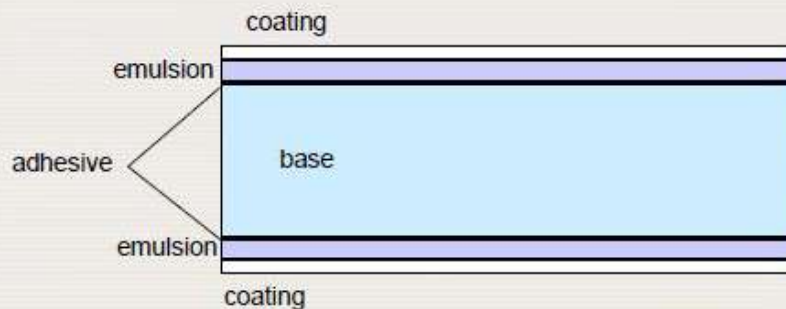 coating
emulsion
adhesive
base
emulsion
coating